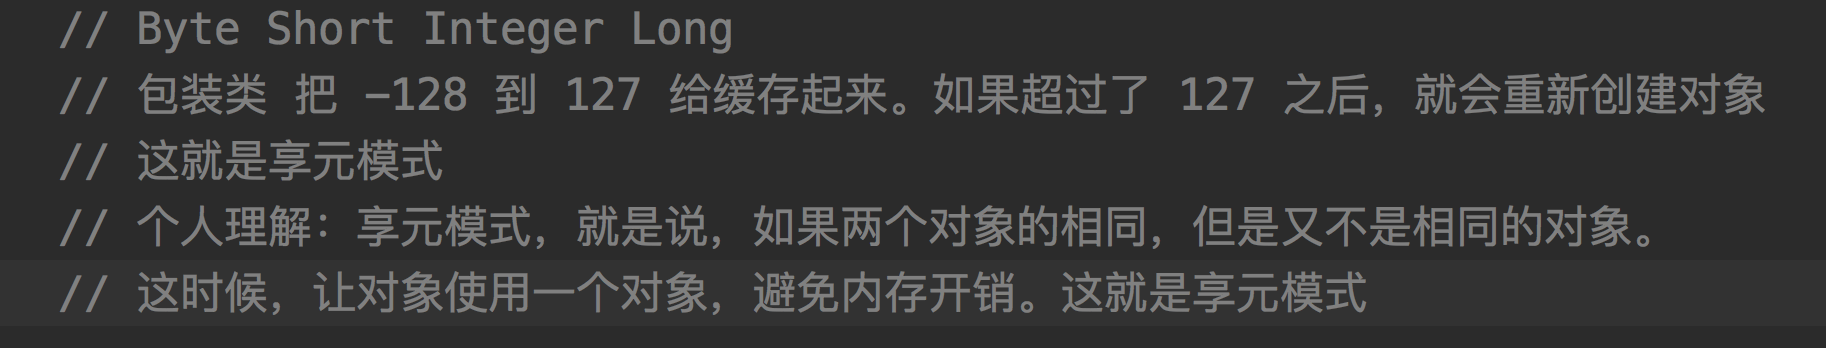 // Byte Short Integer Long
// 包装类 把 -128 到 127 给缓存起来。如果超过了 127 之后，就会重新创建对象
// 这就是享元模式
// 个人理解：享元模式，就是说，如果两个对象的相同，但是又不是相同的对象。
// 这时候，让对象使用一个对象，避免内存开销。这就是享元模式